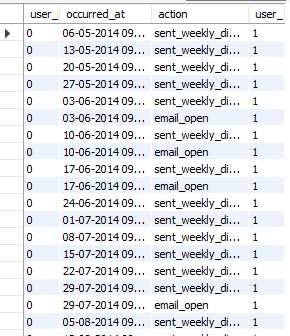 user_ occurred_at action user_
0 06-05-2014 09... sent_weekly_di... 1
0 13-05-2014 09... sent_weekly_di... 1
0 20-05-2014 09... sent_weekly_di... 1
0 27-05-2014 09... sent_weekly_di... 1
0 03-06-2014 09... sent_weekly_di... 1
0 03-06-2014 09... email_open 1
0 10-06-2014 09... sent_weekly_di... 1
0 10-06-2014 09... email_open 1
0 17-06-2014 09... sent_weekly_di... 1
0 17-06-2014 09... email_open 1
0 24-06-2014 09... sent_weekly_di... 1
0 01-07-2014 09... sent_weekly_di... 1
0 08-07-2014 09... sent_weekly_di... 1
0 15-07-2014 09... sent_weekly_di... 1
0 22-07-2014 09... sent_weekly_di... 1
0 29-07-2014 09... sent_weekly_di... 1
0 29-07-2014 09... email_open 1
0 05-08-2014 09... sent_weekly_di... 1